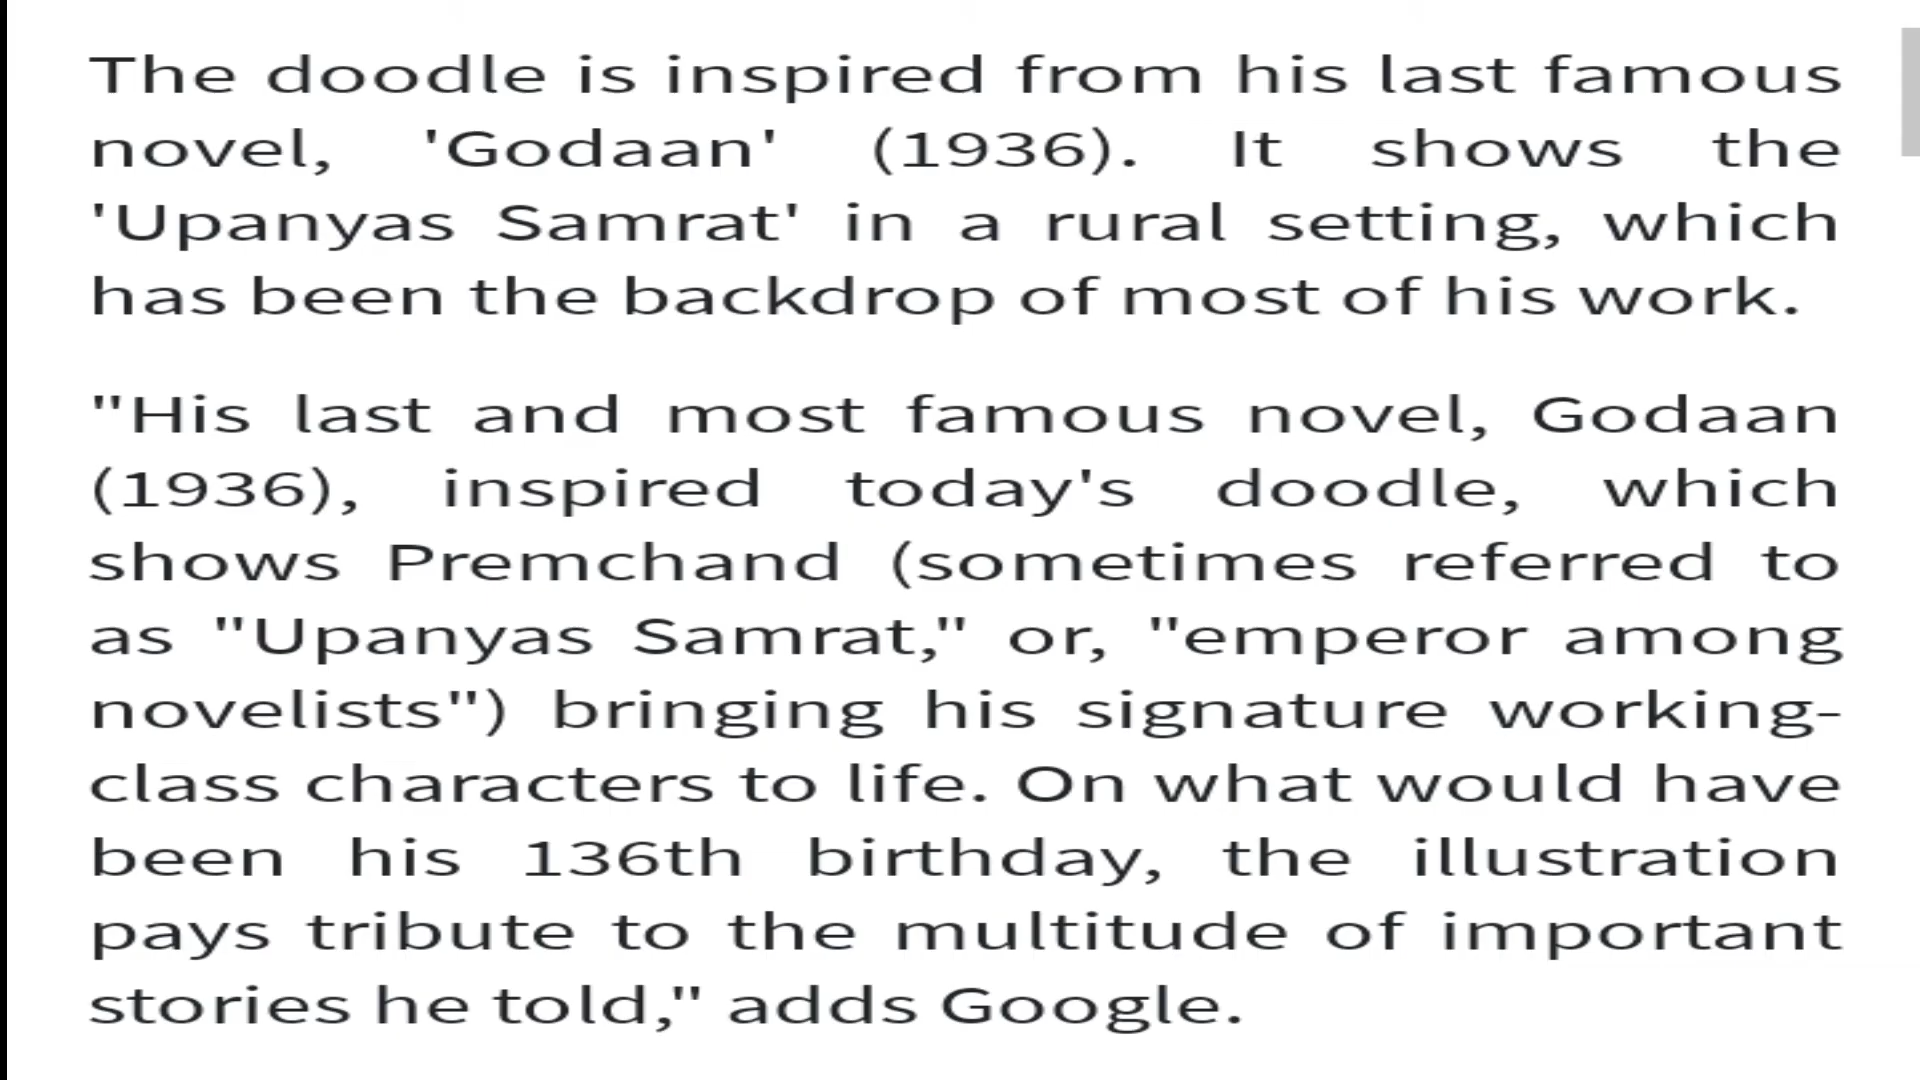 The doodle is inspired from his last famous
novel, 'Godaan' (1936). It shows the
'Upanyas Samrat' in a rural setting, which
has been the backdrop of most of his work.
"His last and most famous novel, Godaan
(1936), inspired today's doodle, which
shows Premchand (sometimes referred to
as "Upanyas Samrat," or, "emperor among
novelists") bringing his signature working-
class characters to life. On what would have
been his 136th birthday, the illustration
pays tribute to the multitude of important
stories he told," adds Google.